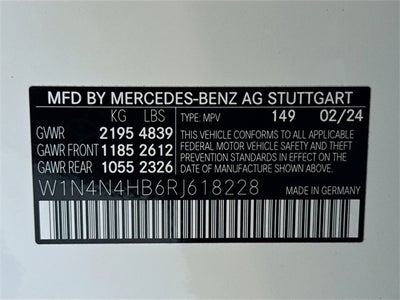 MFD BY MERCEDES-BENZ AG STUTTGART
KG LBS TYPE: MPV 149 02/24
GVWR 2195 4839 THIS VEHICLE CONFORMS TO ALL APPLICABLE
GAWR FRONT 1185 2612 FEDERAL MOTOR VEHICLE SAFETY, BUMPER,
GAWR REAR 1055 2326 AND THEFT PREVENTION STANDARDS IN EFFECT
ON THE DATE OF MANUFACTURE SHOWN ABOVE.
W1N4N4HB6RJ618228 MADE IN GERMANY